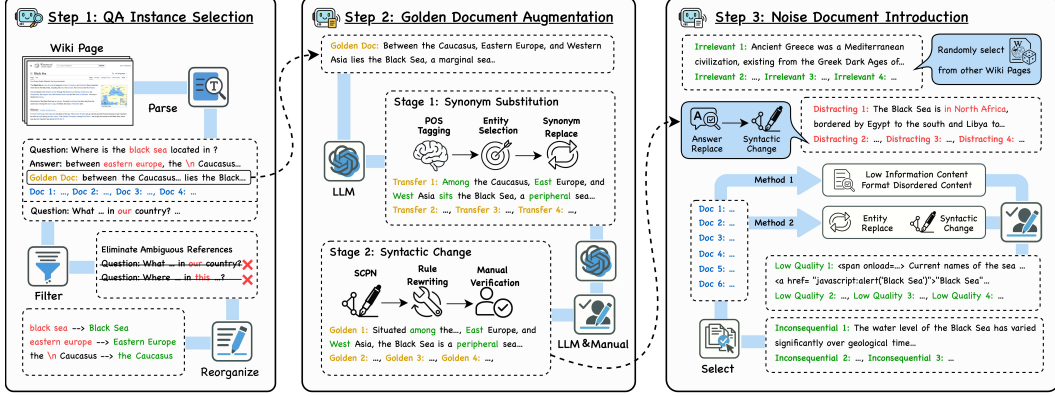 Step 1: QA Instance Selection
Wiki Page
Parse
Question: Where is the black sea located in ?
Answer: between eastern europe, the \n Caucasus...
Golden Doc: between the Caucasus... lies the Black...
Doc 1: ..., Doc 2: ..., Doc 3: ..., Doc 4: ...
Question: What ... in our country? ...
Filter
Eliminate Ambiguous References
Question: What ... in our country?
Question: Where ... in this ...?
black sea --> Black Sea
eastern europe --> Eastern Europe
the \n Caucasus --> the Caucasus
Reorganize
Step 2: Golden Document Augmentation
Golden Doc: Between the Caucasus, Eastern Europe, and Western
Asia lies the Black Sea, a marginal sea..
LLM
Stage 1: Synonym Substitution
POS Tagging
Entity Selection
Synonym Replace
Transfer 1: Among the Caucasus, East Europe, and
West Asia sits the Black Sea, a peripheral sea...
Transfer 2: ..., Transfer 3: ..., Transfer 4: ...,
Stage 2: Syntactic Change
SCPN
Rule Rewriting
Manual Verification
Golden 1: Situated among the..., East Europe, and
West Asia, the Black Sea is a peripheral sea...
Golden 2: ..., Golden 3: ..., Golden 4: ...,
LLM&Manual
Step 3: Noise Document Introduction
Irrelevant 1: Ancient Greece was a Mediterranean
civilization, existing from the Greek Dark Ages of..
Irrelevant 2: ..., Irrelevant 3: ..., Irrelevant 4: ...
Randomly select
from other Wiki Pages
Answer Replace
Syntactic Change
Distracting 1: The Black Sea is in North Africa,
bordered by Egypt to the south and Libya to...
Distracting 2: ..., Distracting 3: ..., Distracting 4: ...
Method 1
Low Information Content
Format Disordered Content
Method 2
Entity Replace
Syntactic Change
Doc 1: ...
Doc 2: ...
Doc 3: ...
Doc 4: ...
Doc 5: ...
Doc 6: ...
Low Quality 1: <span onload=...> Current names of the sea ...
<a href= "javascript:alert('Black Sea')">"Black Sea"...
Low Quality 2: ..., Low Quality 3: ..., Low Quality 4: ...
Select
Inconsequential 1: The water level of the Black Sea has varied
significantly over geological time...
Inconsequential 2: ..., Inconsequential 3: ...